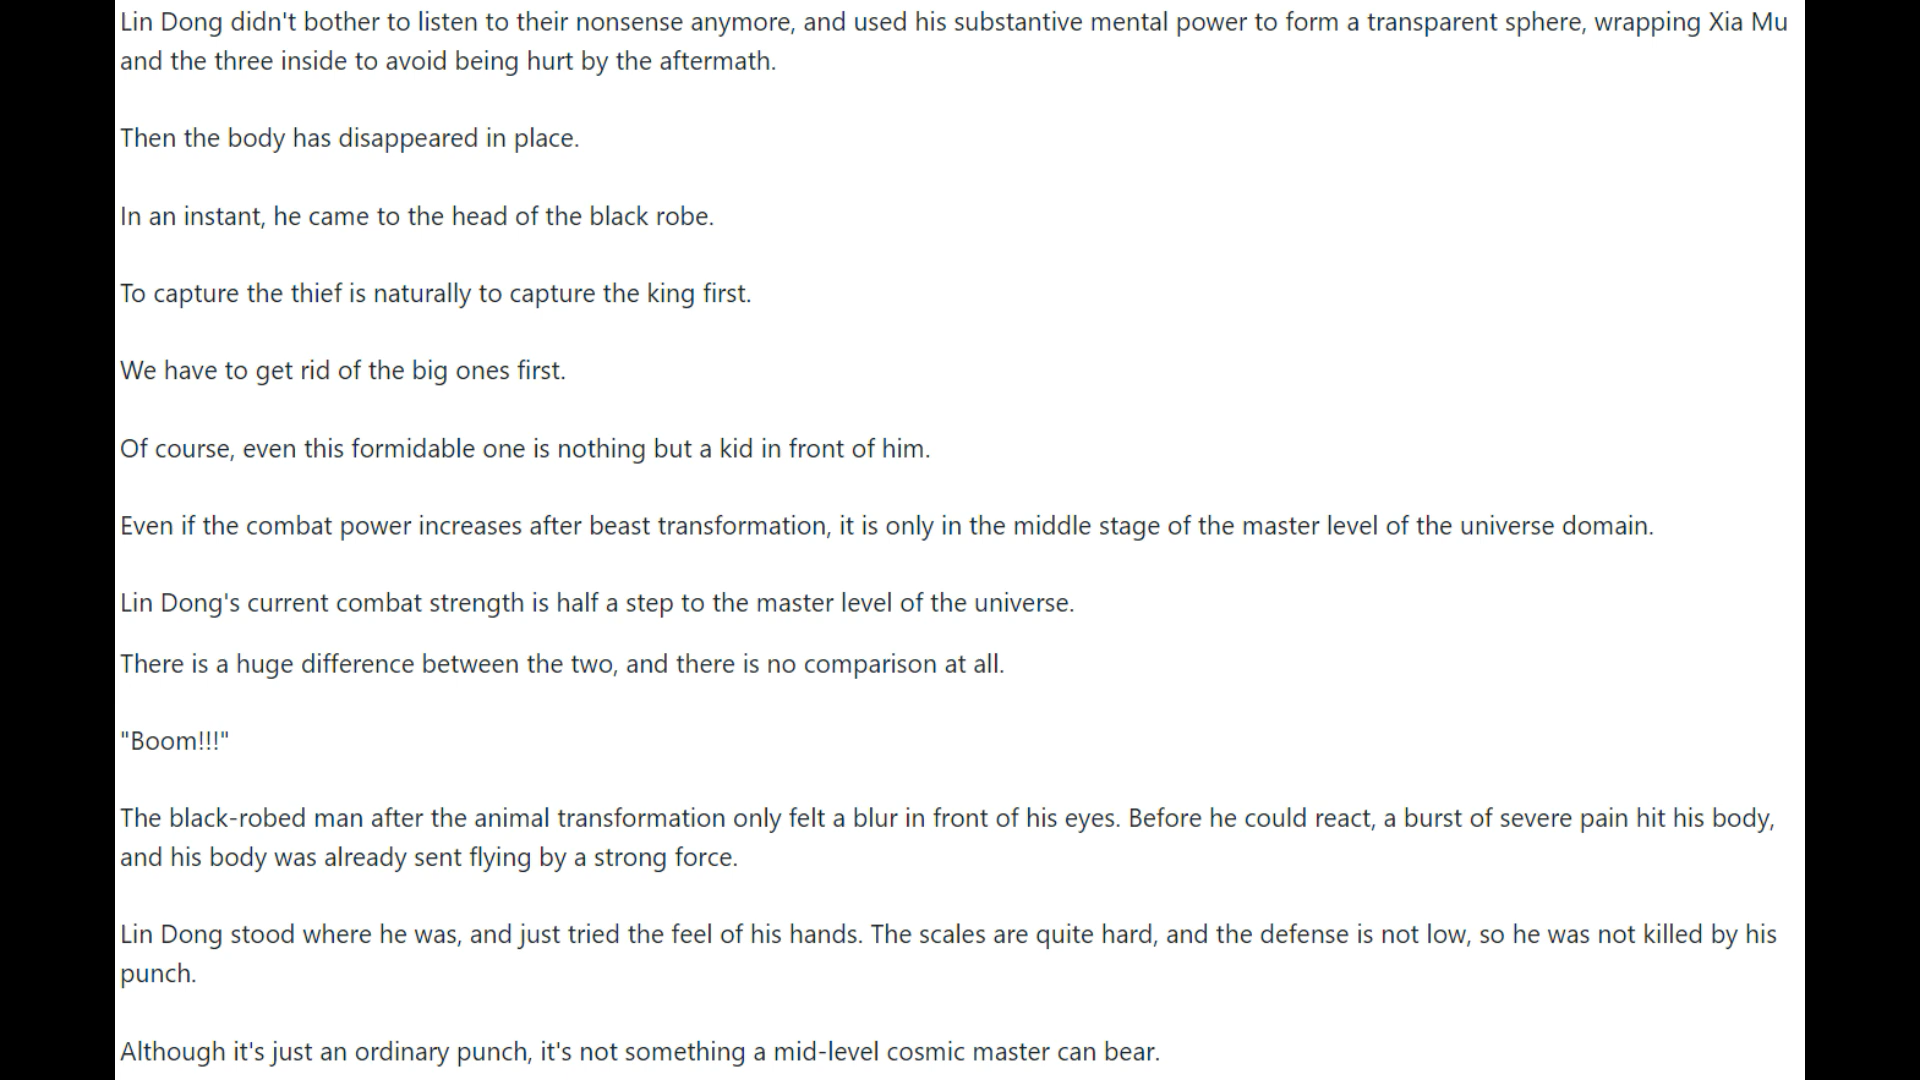 Lin Dong didn't bother to listen to their nonsense anymore, and used his substantive mental power to form a transparent sphere, wrapping Xia Mu
and the three inside to avoid being hurt by the aftermath.
Then the body has disappeared in place.
In an instant, he came to the head of the black robe.
To capture the thief is naturally to capture the king first.
We have to get rid of the big ones first.
Of course, even this formidable one is nothing but a kid in front of him.
Even if the combat power increases after beast transformation, it is only in the middle stage of the master level of the universe domain.
Lin Dong's current combat strength is half a step to the master level of the universe.
There is a huge difference between the two, and there is no comparison at all.
"Boom!!!"
The black-robed man after the animal transformation only felt a blur in front of his eyes. Before he could react, a burst of severe pain hit his body,
and his body was already sent flying by a strong force.
Lin Dong stood where he was, and just tried the feel of his hands. The scales are quite hard, and the defense is not low, so he was not killed by his
punch.
Although it's just an ordinary punch, it's not something a mid-level cosmic master can bear.